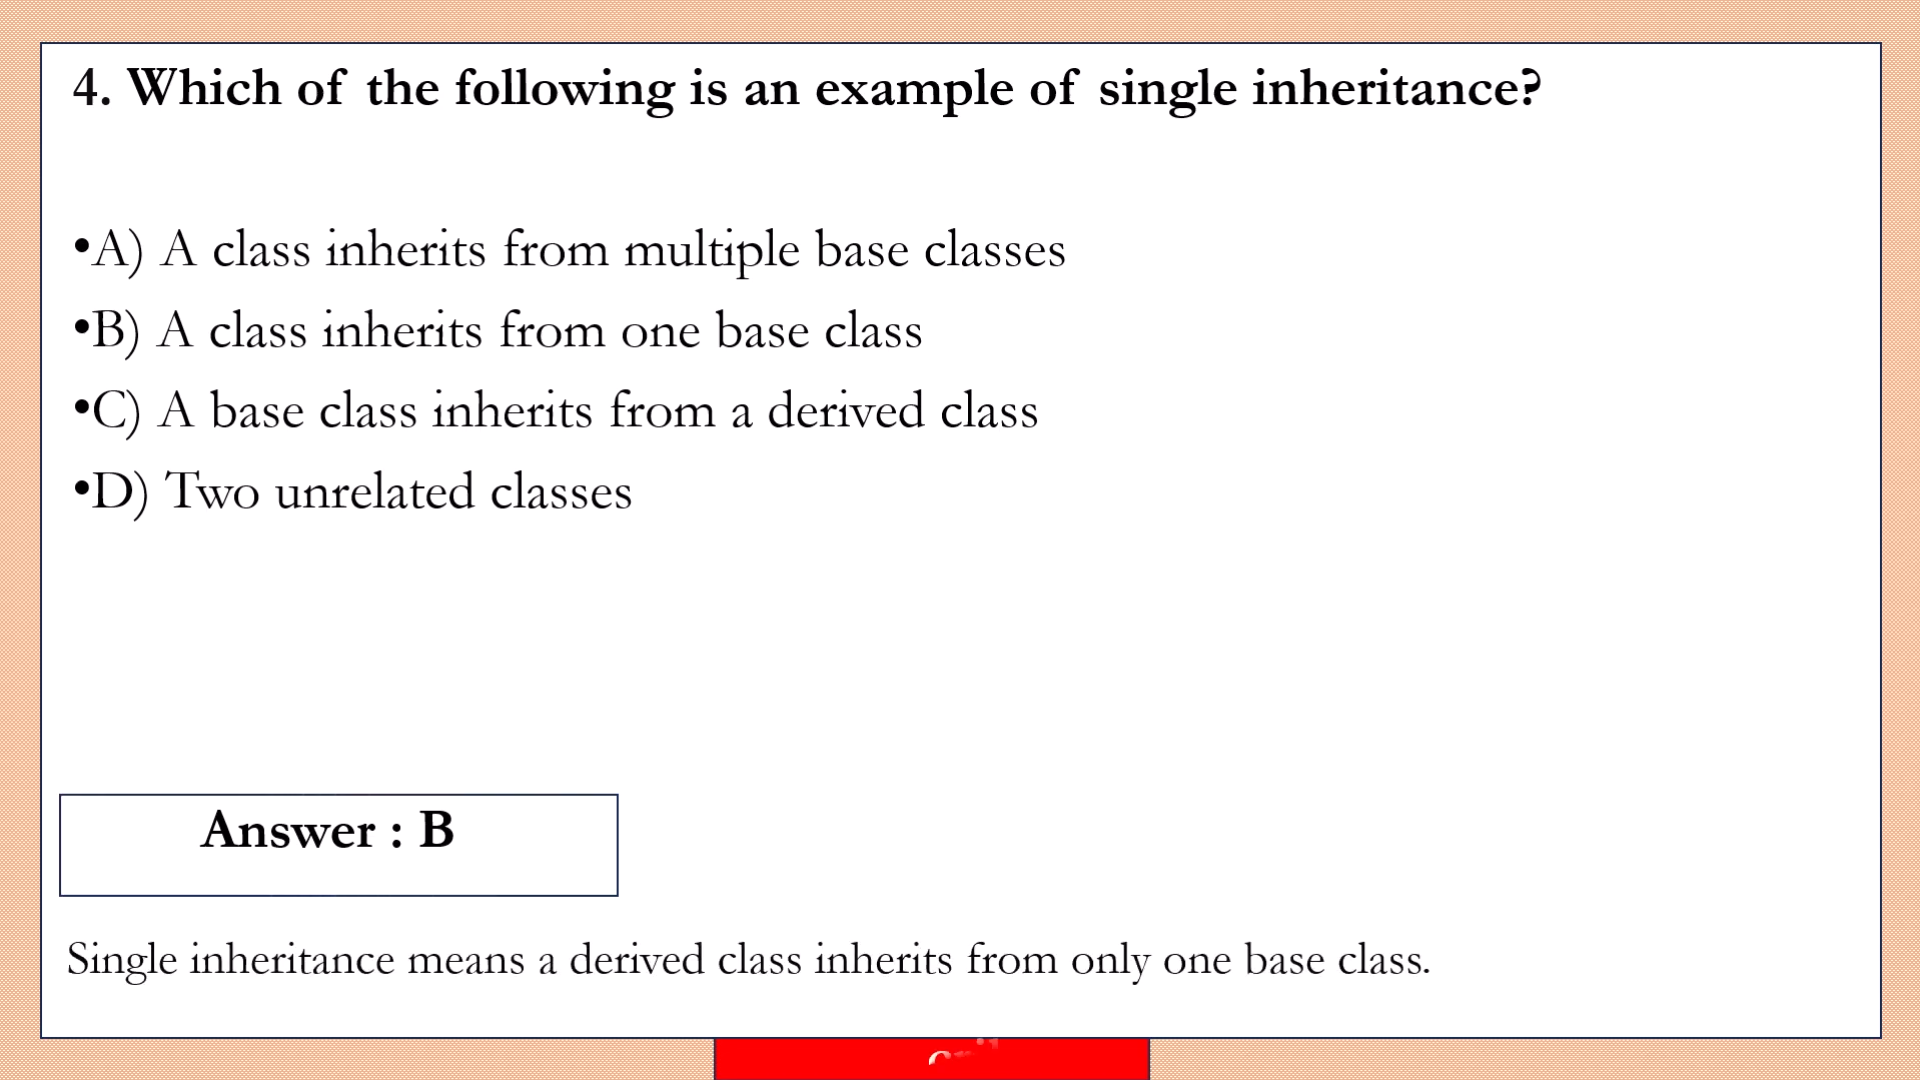 4. Which of the following is an example of single inheritance?
•A) A class inherits from multiple base classes
•B) A class inherits from one base class
•C) A base class inherits from a derived class
•D) Two unrelated classes
Answer : B
Single inheritance means a derived class inherits from only one base class.